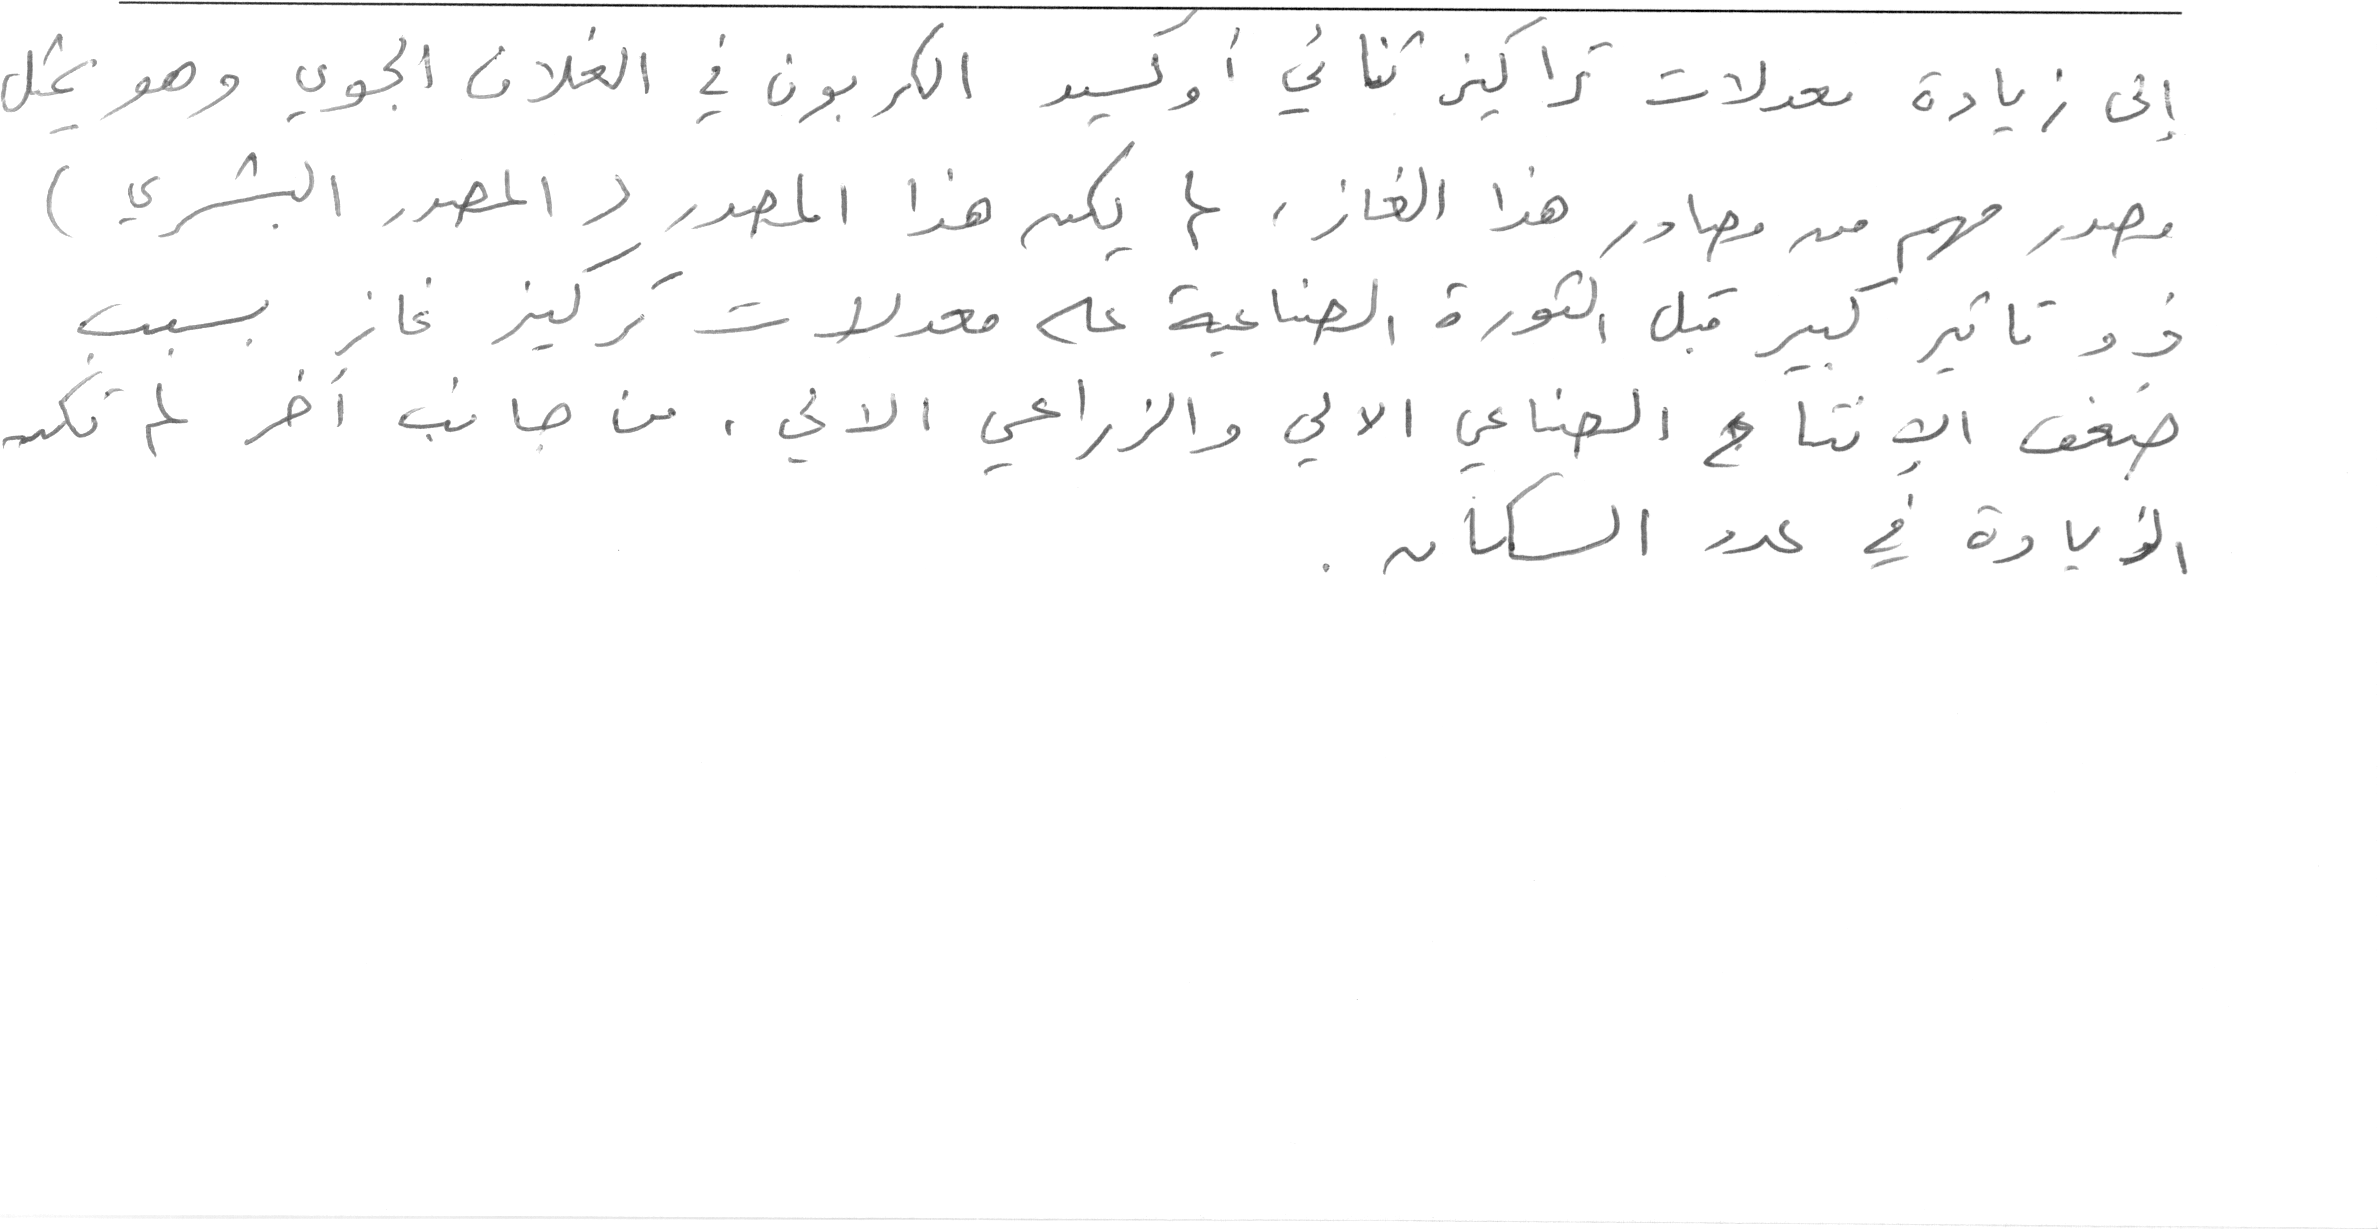 إلى زيادة معدلات تراكيز ثنائي أوكسيد الكربون في الغلاف الجوي وهو يمثل
مصدر مهم من مصادر هذا الغاز، لم يكن هذا المصدر (المصدر البشري)
ذو تاثير كبير قبل الثورة الصناعية على معدلات تركيز غاز بسبب
ضعف الإنتاج الصناعي الالي والزراعي الاني، من جانب أخر لم تكن
الزيادة في عدد السكان.